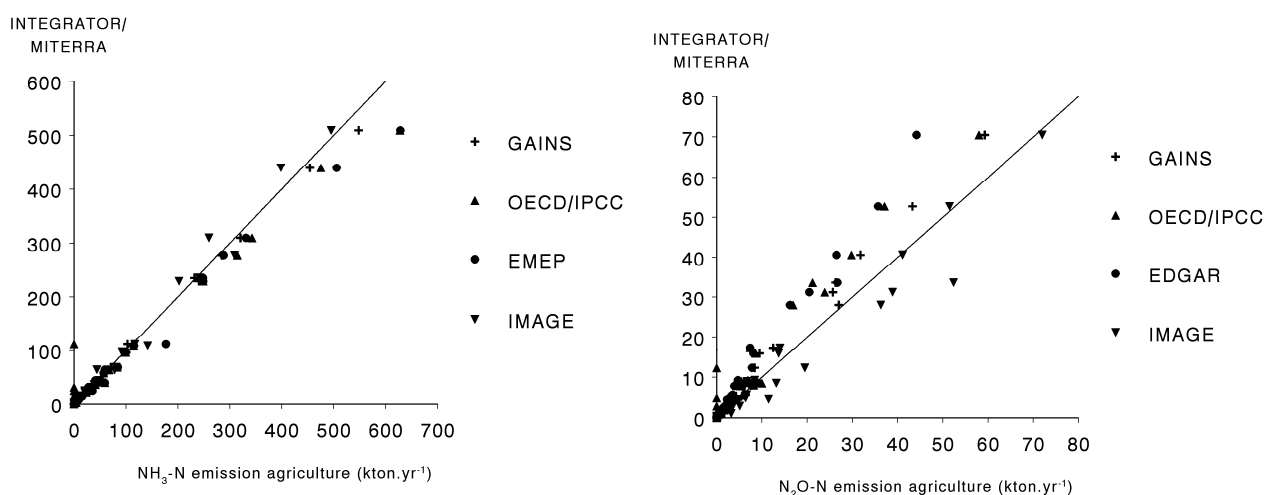 INTEGRATOR/
MITERRA
600
500
400
300
200
100
0
0 100 200 300 400 500 600 700
NH₃-N emission agriculture (kton.yr⁻¹)
GAINS
OECD/IPCC
EMEP
IMAGE
INTEGRATOR/
MITERRA
80
70
60
50
40
30
20
10
0
0 10 20 30 40 50 60 70 80
N₂O-N emission agriculture (kton.yr⁻¹)
GAINS
OECD/IPCC
EDGAR
IMAGE